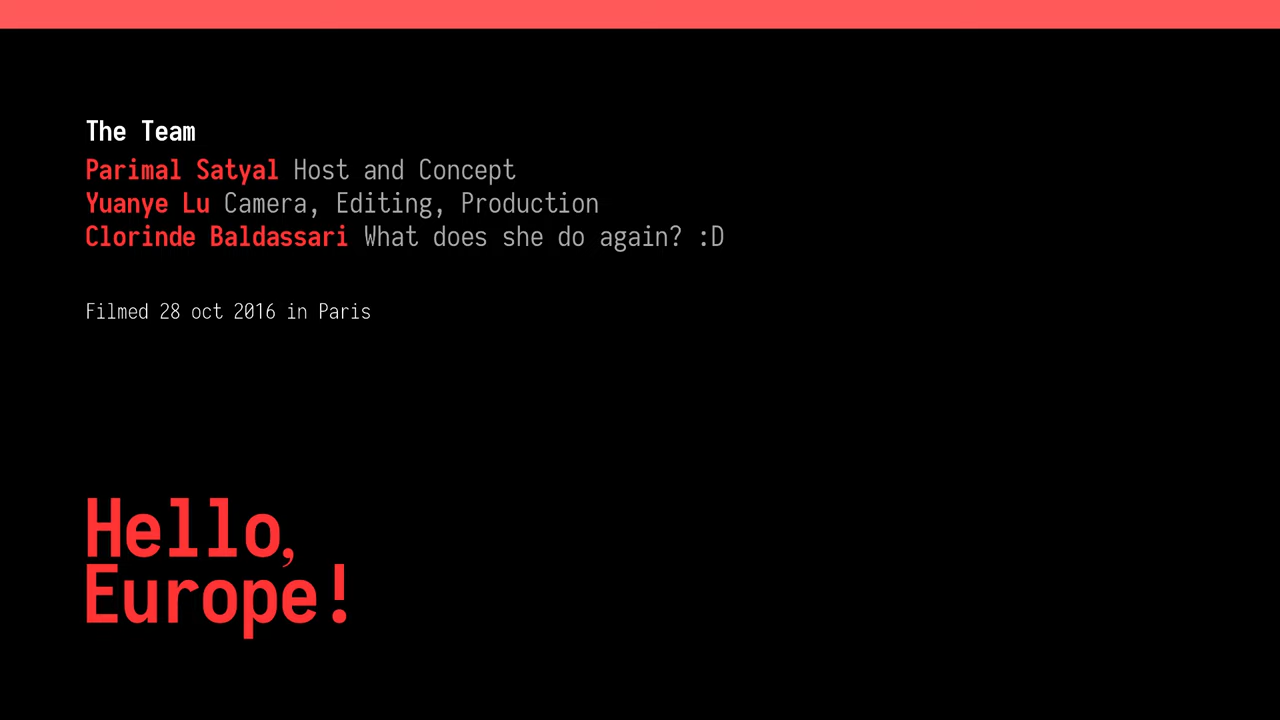 The Team
Parimal Satyal Host and Concept
Yuanye Lu Camera, Editing, Production
Clorinde Baldassari What does she do again? :D
Filmed 28 oct 2016 in Paris
Hello,
Europe!